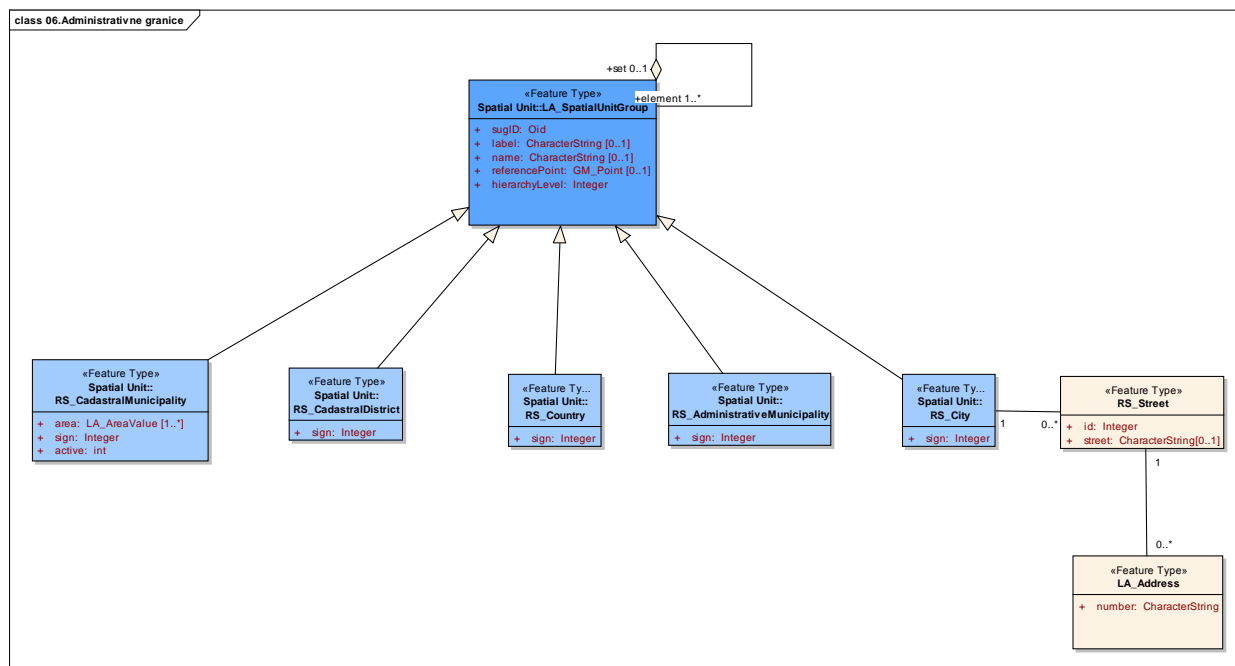 class 06.Administrativne granice
+set 0..1
+element 1..*
«Feature Type»
Spatial Unit::LA_SpatialUnitGroup
+ sugID: Oid
+ label: CharacterString [0..1]
+ name: CharacterString [0..1]
+ referencePoint: GM_Point [0..1]
+ hierarchyLevel: Integer
«Feature Type»
Spatial Unit::
RS_CadastralMunicipality
+ area: LA_AreaValue [1..*]
+ sign: Integer
+ active: int
«Feature Type»
Spatial Unit::
RS_CadastralDistrict
+ sign: Integer
«Feature Ty...
Spatial Unit::
RS_Country
+ sign: Integer
«Feature Type»
Spatial Unit::
RS_AdministrativeMunicipality
+ sign: Integer
«Feature Ty...
Spatial Unit::
RS_City
+ sign: Integer
1
0..*
«Feature Type»
RS_Street
+ id: Integer
+ street: CharacterString[0..1]
1
0..*
«Feature Type»
LA_Address
+ number: CharacterString